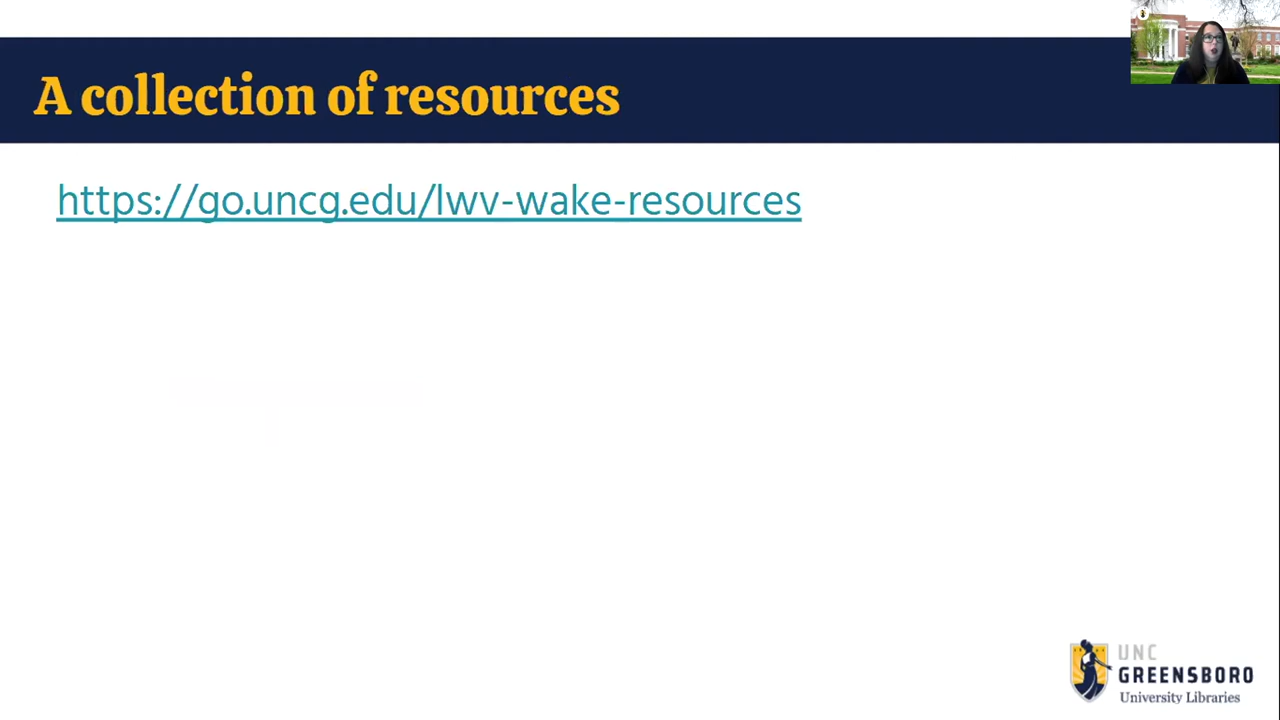 A collection of resources
https://go.uncg.edu/lwv-wake-resources
UNC
GREENSBORO
University Libraries